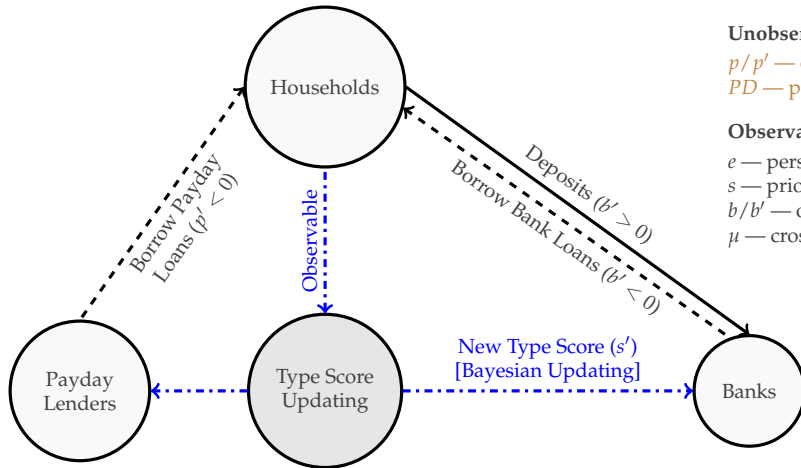 Households
Unobser
p/p′ —
PD — p
Observa
e — pers
s — prio
b/b′ — o
μ — cros
Borrow Payday
Loans (p′ < 0)
Observable
Deposits (b′ > 0)
Borrow Bank Loans (b′ < 0)
Payday
Lenders
Type Score
Updating
New Type Score (s′)
[Bayesian Updating]
Banks